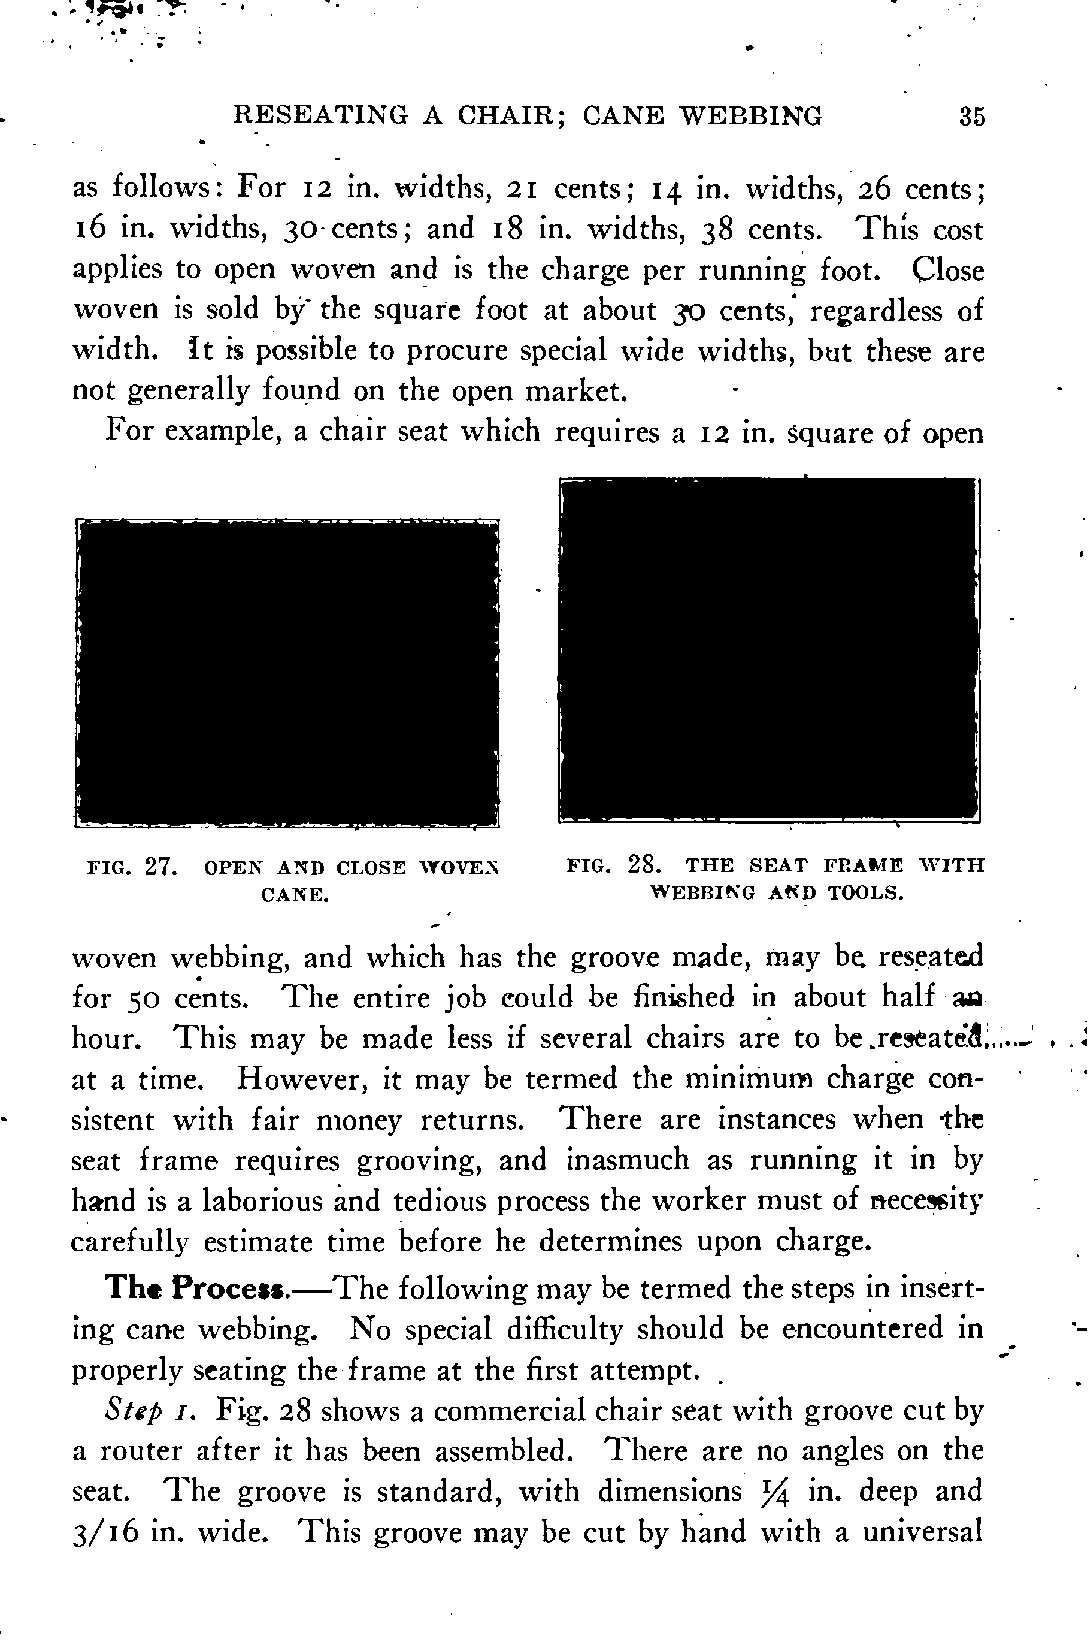 RESEATING A CHAIR; CANE WEBBING 35
as follows: For 12 in. widths, 21 cents; 14 in. widths, 26 cents;
16 in. widths, 30 cents; and 18 in. widths, 38 cents. This cost
applies to open woven and is the charge per running foot. Close
woven is sold by the square foot at about 30 cents, regardless of
width. It is possible to procure special wide widths, but these are
not generally found on the open market.
For example, a chair seat which requires a 12 in. square of open
FIG. 27. OPEN AND CLOSE WOVEN
CANE.
FIG. 28. THE SEAT FRAME WITH
WEBBING AND TOOLS.
woven webbing, and which has the groove made, may be reseated
for 50 cents. The entire job could be finished in about half an
hour. This may be made less if several chairs are to be reseated
at a time. However, it may be termed the minimum charge con-
sistent with fair money returns. There are instances when the
seat frame requires grooving, and inasmuch as running it in by
hand is a laborious and tedious process the worker must of necessity
carefully estimate time before he determines upon charge.
The Process.—The following may be termed the steps in insert-
ing cane webbing. No special difficulty should be encountered in
properly seating the frame at the first attempt.
Step 1. Fig. 28 shows a commercial chair seat with groove cut by
a router after it has been assembled. There are no angles on the
seat. The groove is standard, with dimensions ¼ in. deep and
3/16 in. wide. This groove may be cut by hand with a universal